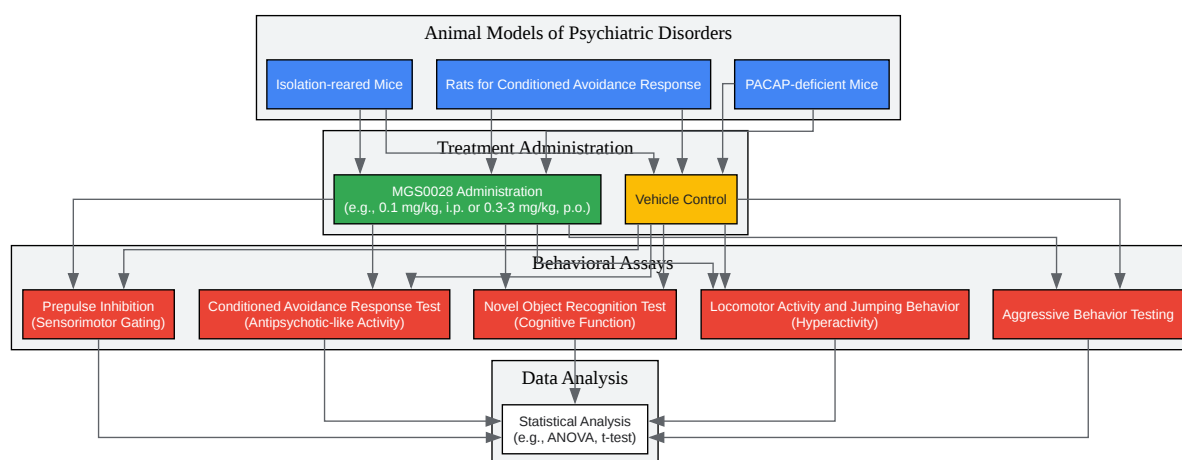 Animal Models of Psychiatric Disorders
Isolation-reared Mice
Rats for Conditioned Avoidance Response
PACAP-deficient Mice
Treatment Administration
MGS0028 Administration
(e.g., 0.1 mg/kg, i.p. or 0.3-3 mg/kg, p.o.)
Vehicle Control
Behavioral Assays
Prepulse Inhibition
(Sensorimotor Gating)
Conditioned Avoidance Response Test
(Antipsychotic-like Activity)
Novel Object Recognition Test
(Cognitive Function)
Locomotor Activity and Jumping Behavior
(Hyperactivity)
Aggressive Behavior Testing
Data Analysis
Statistical Analysis
(e.g., ANOVA, t-test)